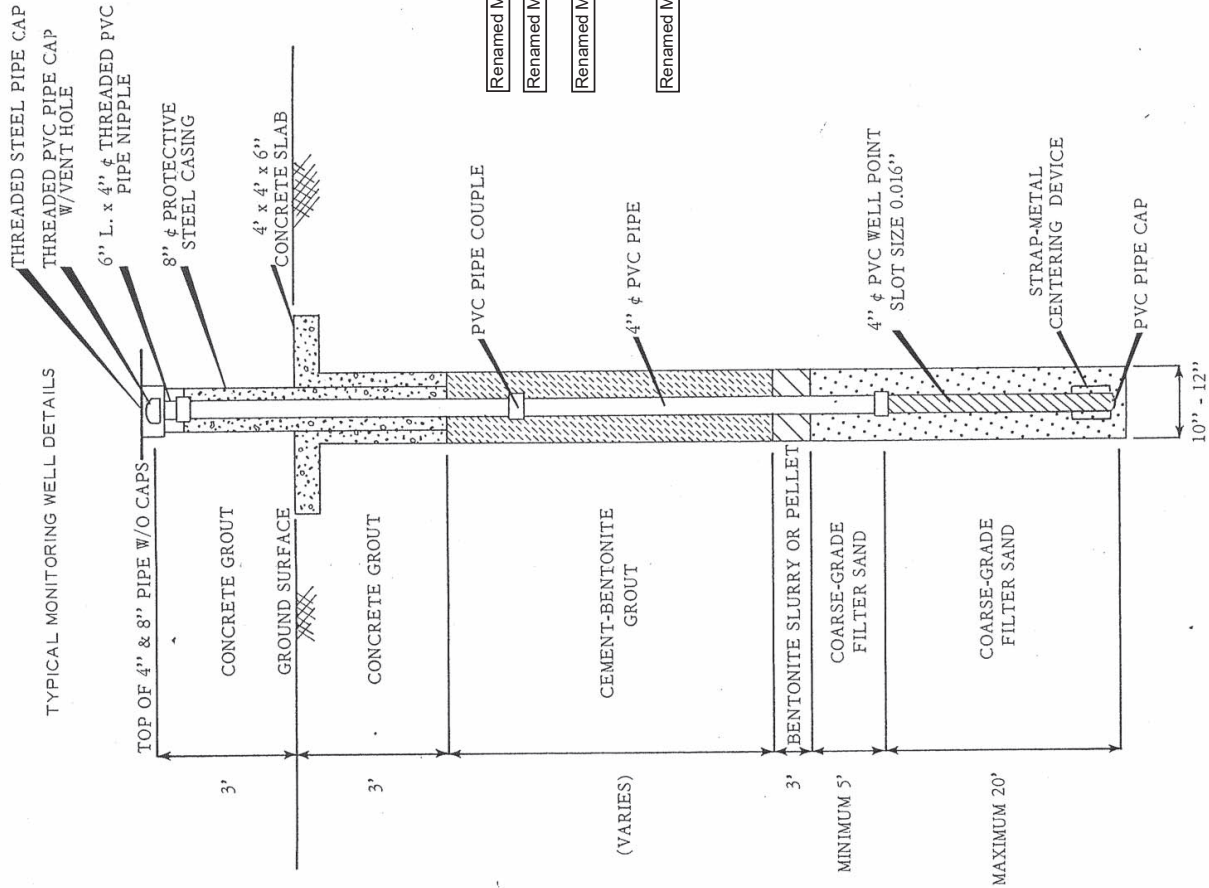 TYPICAL MONITORING WELL DETAILS
THREADED STEEL PIPE CAP
THREADED PVC PIPE CAP
W/VENT HOLE
6" L. x 4" ¢ THREADED PVC
PIPE NIPPLE
8" ¢ PROTECTIVE
STEEL CASING
4' x 4' x 6"
CONCRETE SLAB
PVC PIPE COUPLE
4" ¢ PVC PIPE
4" ¢ PVC WELL POINT
SLOT SIZE 0.016"
STRAP-METAL
CENTERING DEVICE
PVC PIPE CAP
10" - 12"
TOP OF 4" & 8" PIPE W/O CAPS
CONCRETE GROUT
GROUND SURFACE
CONCRETE GROUT
CEMENT-BENTONITE
GROUT
BENTONITE SLURRY OR PELLET
COARSE-GRADE
FILTER SAND
COARSE-GRADE
FILTER SAND
3'
3'
(VARIES)
3'
MINIMUM 5'
MAXIMUM 20'
Renamed M
Renamed M
Renamed M
Renamed M